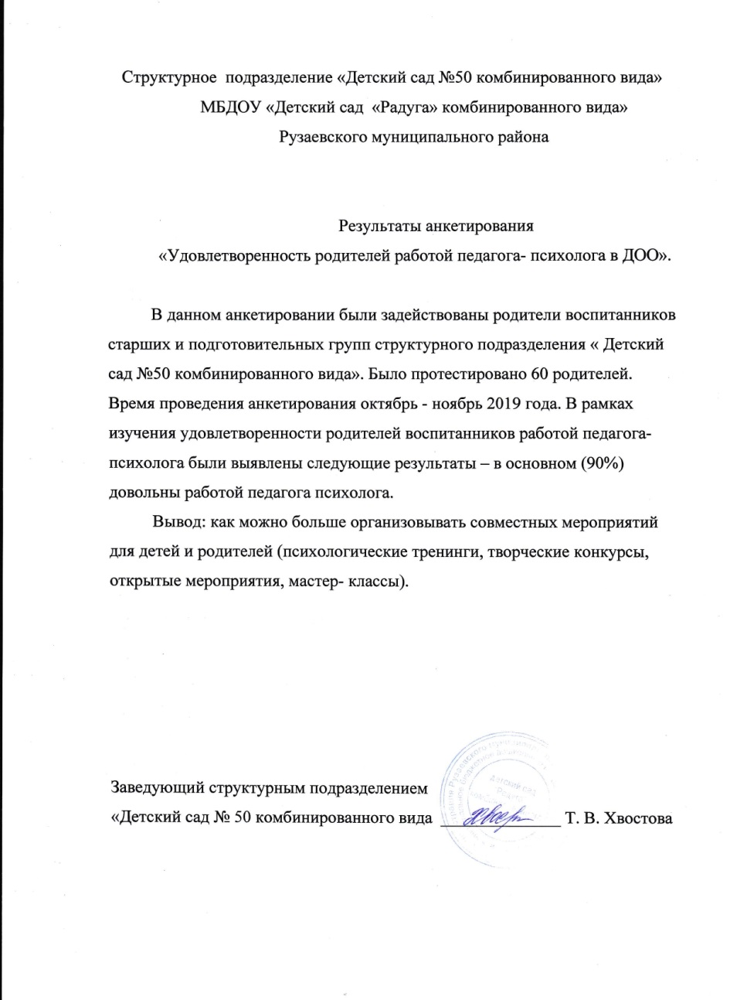 Структурное  подразделение «Детский сад №50 комбинированного вида»
МБДОУ «Детский сад  «Радуга» комбинированного вида»
Рузаевского муниципального района
Результаты анкетирования
«Удовлетворенность родителей работой педагога- психолога в ДОО».
В данном анкетировании были задействованы родители воспитанников
старших и подготовительных групп структурного подразделения « Детский
сад №50 комбинированного вида». Было протестировано 60 родителей.
Время проведения анкетирования октябрь - ноябрь 2019 года. В рамках
изучения удовлетворенности родителей воспитанников работой педагога-
психолога были выявлены следующие результаты – в основном (90%)
довольны работой педагога психолога.
Вывод: как можно больше организовывать совместных мероприятий
для детей и родителей (психологические тренинги, творческие конкурсы,
открытые мероприятия, мастер- классы).
Заведующий структурным подразделением
«Детский сад № 50 комбинированного вида ______________ Т. В. Хвостова
Рузаевского
Детский сад